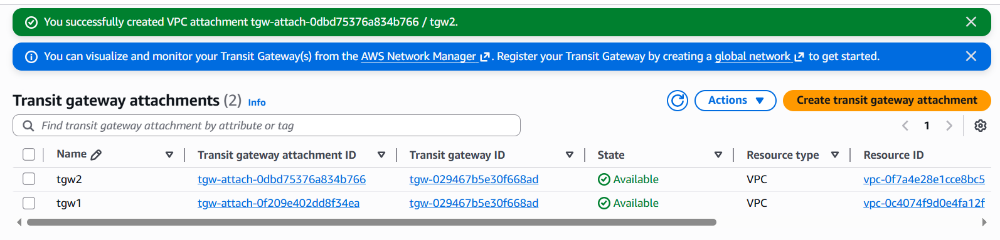 You successfully created VPC attachment tgw-attach-0dbd75376a834b766 / tgw2.
You can visualize and monitor your Transit Gateway(s) from the AWS Network Manager. Register your Transit Gateway by creating a global network to get started.
Transit gateway attachments (2) Info
Actions
Create transit gateway attachment
Find transit gateway attachment by attribute or tag
1
Name Transit gateway attachment ID Transit gateway ID State Resource type Resource ID
tgw2 tgw-attach-0dbd75376a834b766 tgw-029467b5e30f668ad Available VPC vpc-0f7a4e28e1cce8bc5
tgw1 tgw-attach-0f209e402dd8f34ea tgw-029467b5e30f668ad Available VPC vpc-0c4074f9d0e4fa12f